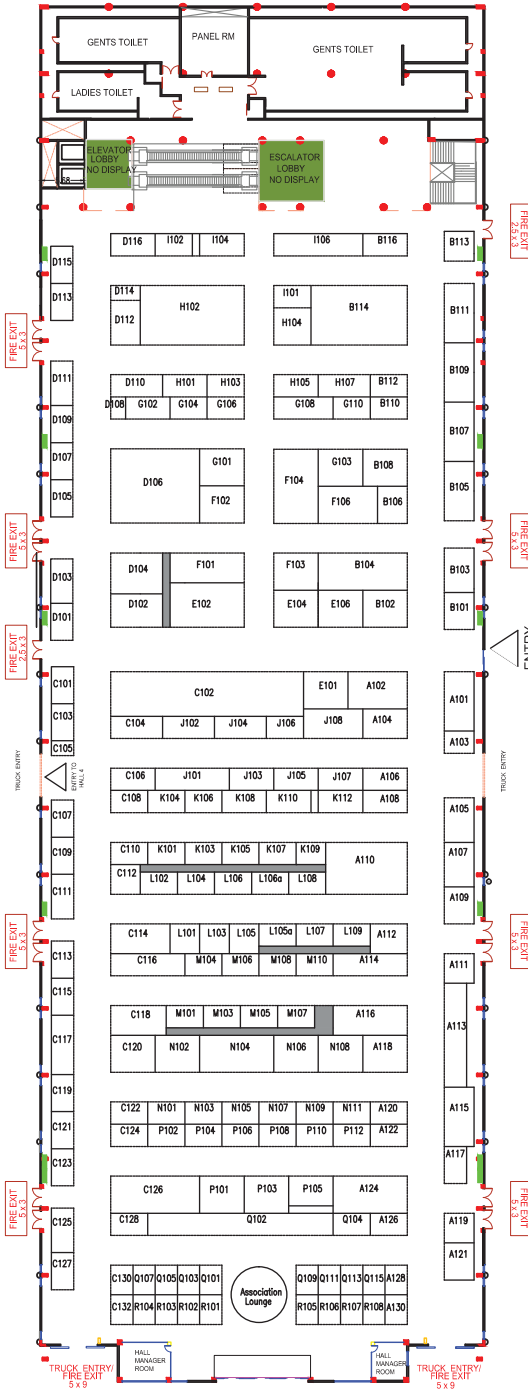 GENTS TOILET
PANEL RM
GENTS TOILET
LADIES TOILET
ELEVATOR
LOBBY
NO DISPLAY
ESCALATOR
LOBBY
NO DISPLAY
FIRE EXIT
2.5 x 3
D116 I102 I104 I106 B116 B113
D115
D113
D114
D112
H102
I101
H104
B114
B111
FIRE EXIT
5 x 3
D111 D110 H101 H103 H105 H107 B112 B109
D108 G102 G104 G106 G108 G110 B110
D109
D107
D105
D106
G101
F102
F104
G103 B108
F106 B106
B107
B105
FIRE EXIT
5 x 3
FIRE EXIT
5 x 3
D103 D104 F101 F103 B104 B103
D101 D102 E102 E104 E106 B102 B101
FIRE EXIT
2.5 x 3
ENTRY
C101
C103
C105
C102 E101 A102 A101
C104 J102 J104 J106 J108 A104 A103
TRUCK ENTRY
ENTRY TO
HALL 4
TRUCK ENTRY
C106 J101 J103 J105 J107 A106
C108 K104 K106 K108 K110 K112 A108
C107
C109
C111
A105
A107
A109
C110 K101 K103 K105 K107 K109 A110
C112 L102 L104 L106 L106a L108
FIRE EXIT
5 x 3
FIRE EXIT
5 x 3
C114 L101 L103 L105 L105a L107 L109 A112
C116 M104 M106 M108 M110 A114
C113
C115
C117
A111
A113
C118 M101 M103 M105 M107 A116
C120 N102 N104 N106 N108 A118
C119
C121
C123
A115
A117
C122 N101 N103 N105 N107 N109 N111 A120
C124 P102 P104 P106 P108 P110 P112 A122
FIRE EXIT
5 x 3
FIRE EXIT
5 x 3
C126 P101 P103 P105 A124
C128 Q102 Q104 A126
C125
C127
A119
A121
C130 Q107 Q105 Q103 Q101
C132 R104 R103 R102 R101
Association
Lounge
Q109 Q111 Q113 Q115 A128
R105 R106 R107 R108 A130
HALL
MANAGER
ROOM
HALL
MANAGER
ROOM
TRUCK ENTRY/
FIRE EXIT
5 x 9
TRUCK ENTRY/
FIRE EXIT
5 x 9